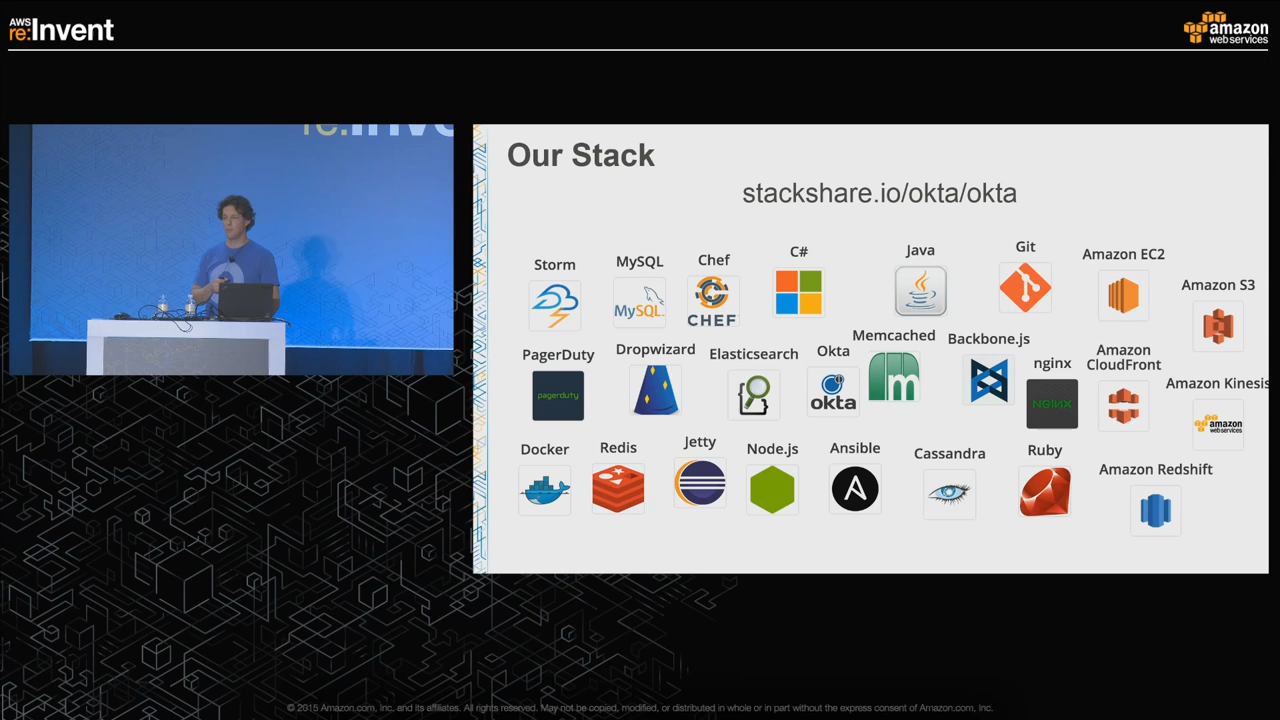 AWS
re:Invent
amazon
web services
re:Inve
Our Stack
stackshare.io/okta/okta
Storm
MySQL
Chef
C#
Java
Git
Amazon EC2
Amazon S3
MySQL
CHEF
PagerDuty
Dropwizard
Elasticsearch
Okta
Memcached
Backbone.js
nginx
Amazon
CloudFront
Amazon Kinesis
pagerduty
okta
m
NGINX
amazon
web services
Docker
Redis
Jetty
Node.js
Ansible
Cassandra
Ruby
Amazon Redshift
A
© 2015 Amazon.com, Inc. and its affiliates. All rights reserved. May not be copied, modified, or distributed in whole or in part without the express consent of Amazon.com, Inc.